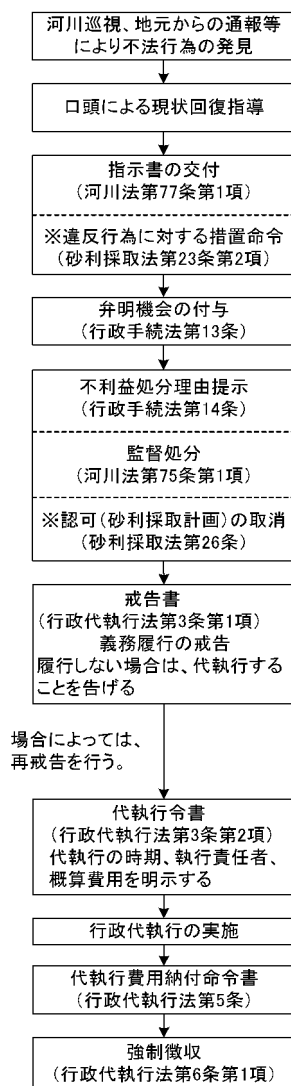 河川巡視、地元からの通報等
により不法行為の発見
口頭による現状回復指導
指示書の交付
(河川法第77条第1項)
※違反行為に対する措置命令
(砂利採取法第23条第2項)
弁明機会の付与
(行政手続法第13条)
不利益処分理由提示
(行政手続法第14条)
監督処分
(河川法第75条第1項)
※認可(砂利採取計画)の取消
(砂利採取法第26条)
戒告書
(行政代執行法第3条第1項)
義務履行の戒告
履行しない場合は、代執行する
ことを告げる
場合によっては、
再戒告を行う。
代執行令書
(行政代執行法第3条第2項)
代執行の時期、執行責任者、
概算費用を明示する
行政代執行の実施
代執行費用納付命令書
(行政代執行法第5条)
強制徴収
(行政代執行法第6条第1項)